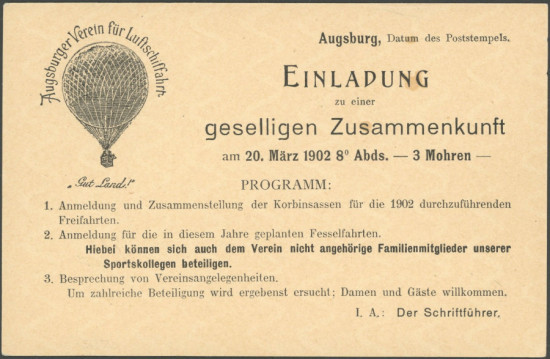 Augsburger Verein für Luftschiffahrt
„Gut Land!"
Augsburg, Datum des Poststempels.
EINLADUNG
zu einer
geselligen Zusammenkunft
am 20. März 1902 8º Abds. — 3 Mohren —
PROGRAMM:
1. Anmeldung und Zusammenstellung der Korbinsassen für die 1902 durchzuführenden
Freifahrten.
2. Anmeldung für die in diesem Jahre geplanten Fesselfahrten.
Hiebei können sich auch dem Verein nicht angehörige Familienmitglieder unserer
Sportskollegen beteiligen.
3. Besprechung von Vereinsangelegenheiten.
Um zahlreiche Beteiligung wird ergebenst ersucht; Damen und Gäste willkommen.
I. A.: Der Schriftführer.